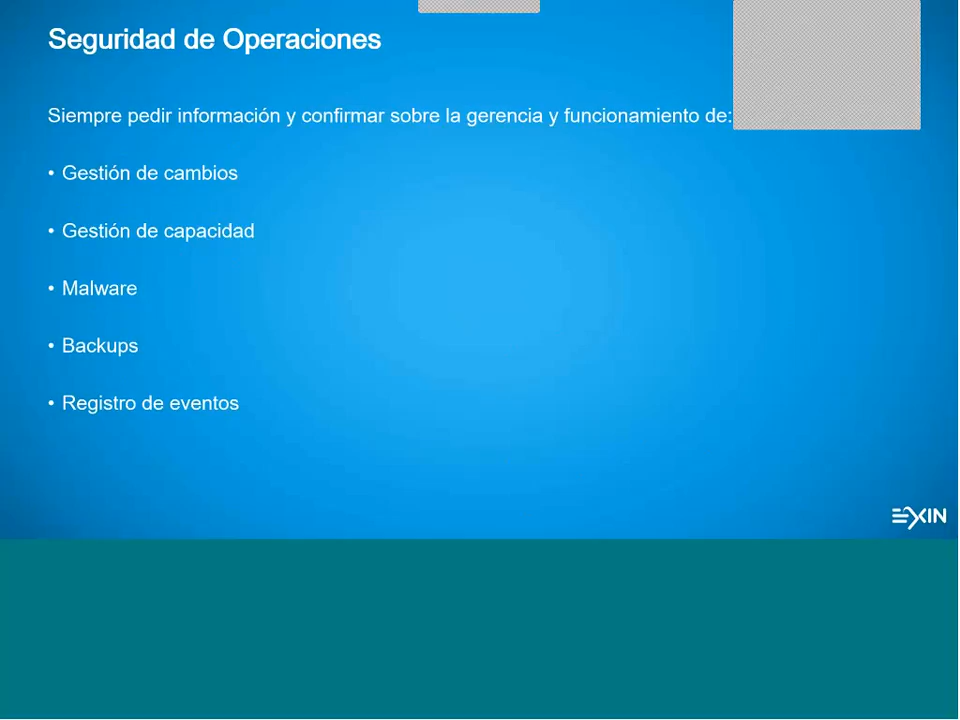 Seguridad de Operaciones
Siempre pedir información y confirmar sobre la gerencia y funcionamiento de:
• Gestión de cambios
• Gestión de capacidad
• Malware
• Backups
• Registro de eventos
EXIN